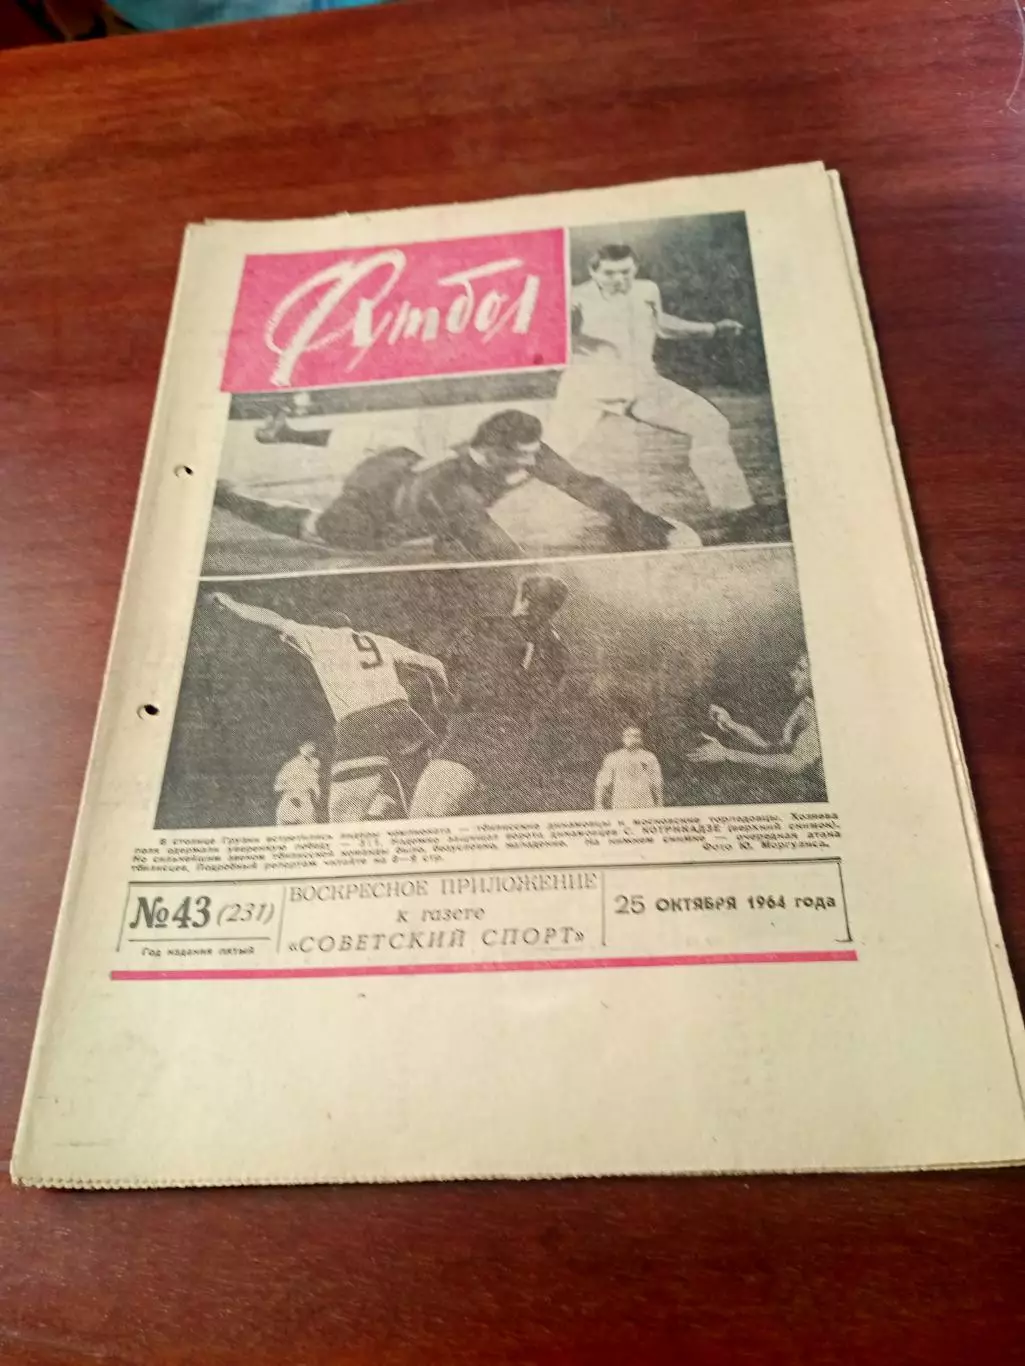 Футбол
9
В столице Грузии встретились лидеры чемпионата — тбилисские динамовцы и московские торпедовцы. Хозяева
поля одержали уверенную победу — 3:1. Надежно защищал ворота динамовцев С. КОТРИКАДЗЕ (верхний снимок).
Но сильнейшим звеном тбилисской команды было, безусловно, нападение. На нижнем снимке — очередная атака
тбилисцев. Подробный репортаж читайте на 8—9 стр. Фото Ю. Моргулиса.
№ 43 (231)
Год издания пятый
ВОСКРЕСНОЕ ПРИЛОЖЕНИЕ
к газете
«СОВЕТСКИЙ СПОРТ»
25 ОКТЯБРЯ 1964 года